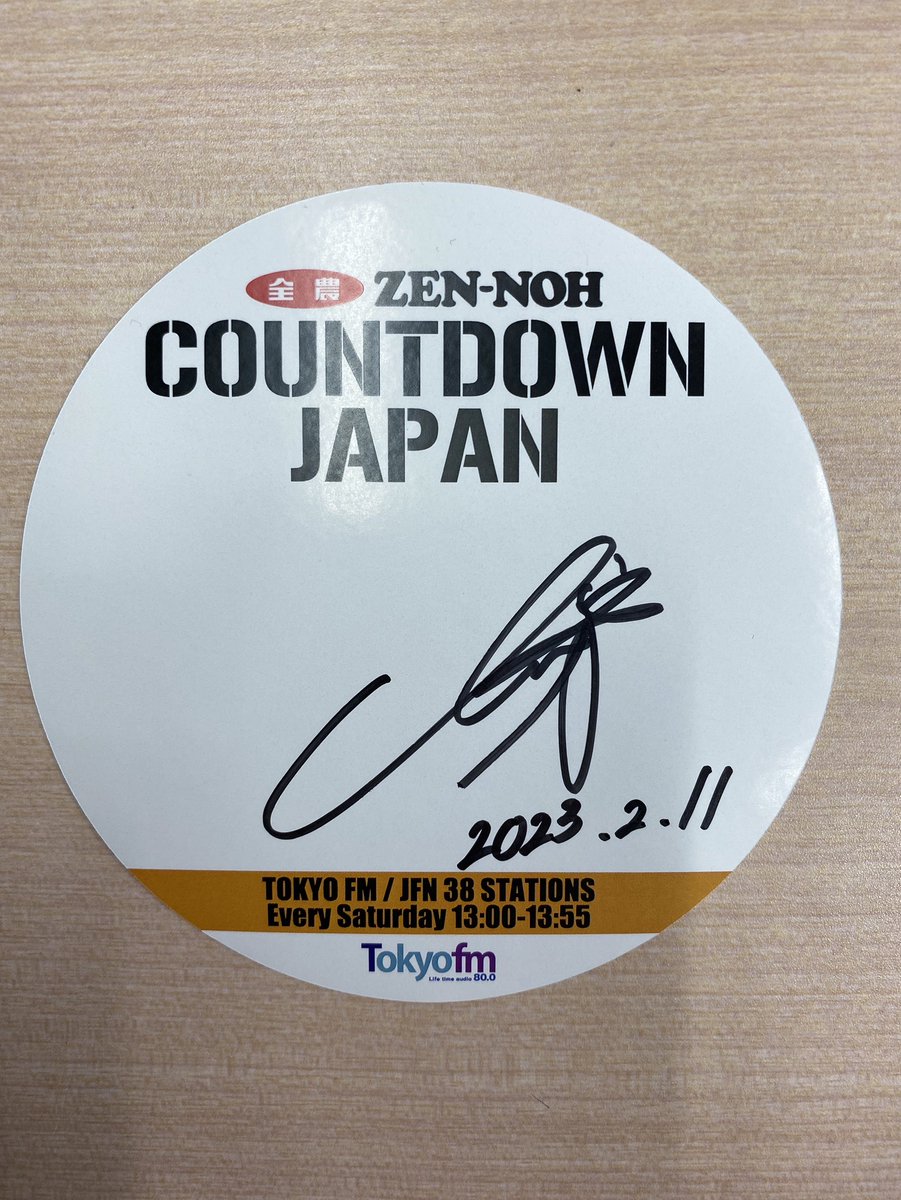 全農 ZEN-NOH
COUNTDOWN
JAPAN
2023.2.11
TOKYO FM / JFN 38 STATIONS
Every Saturday 13:00-13:55
Tokyofm
Life time audio 80.0